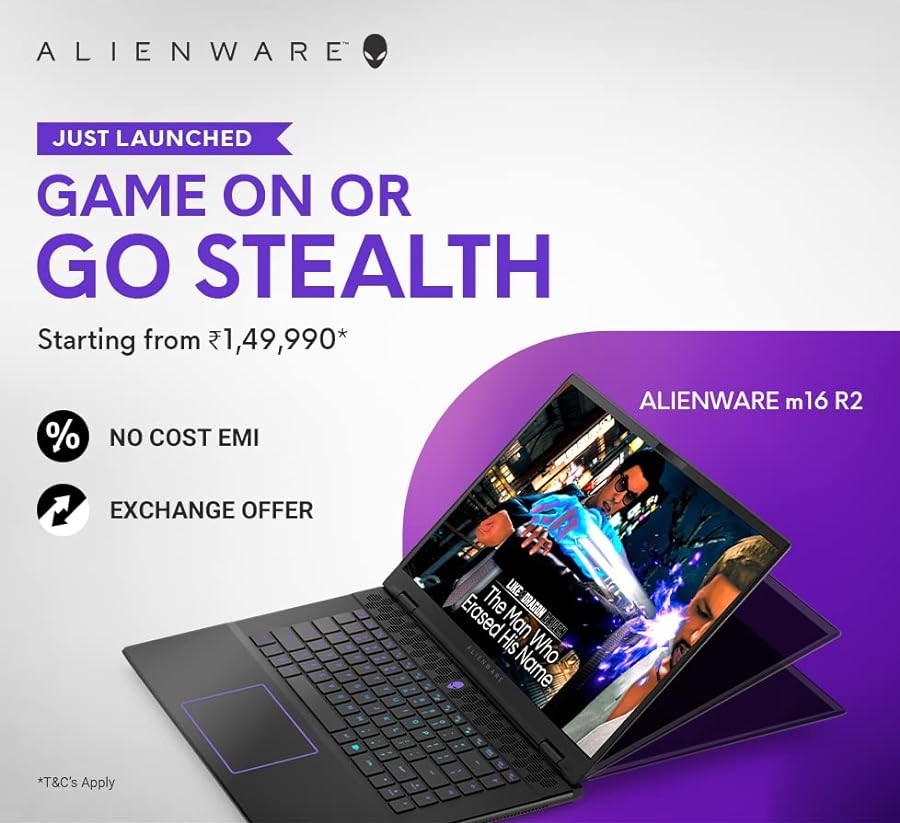 ALIENWARE™
JUST LAUNCHED
GAME ON OR
GO STEALTH
Starting from ₹1,49,990*
NO COST EMI
EXCHANGE OFFER
ALIENWARE m16 R2
LIKE A DRAGON
The Man Who
Erased His Name
ALIENWARE
*T&C's Apply